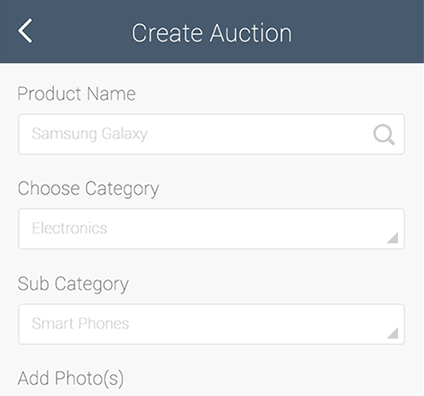 Create Auction
Product Name
Samsung Galaxy
Choose Category
Electronics
Sub Category
Smart Phones
Add Photo(s)